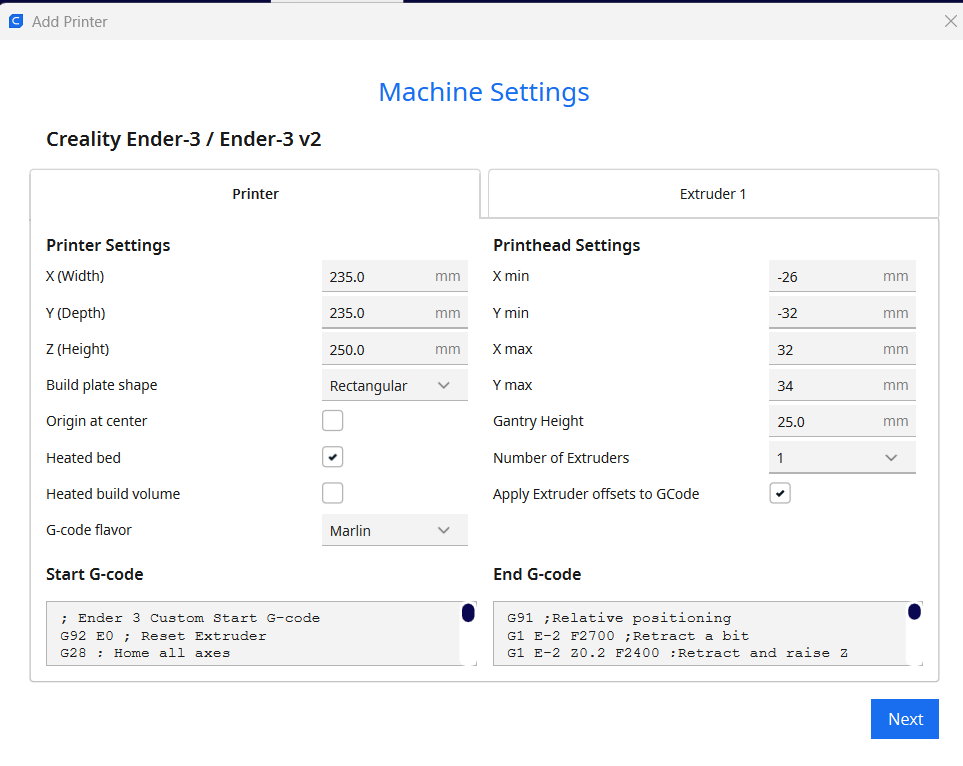 Add Printer
Machine Settings
Creality Ender-3 / Ender-3 v2
Printer
Extruder 1
Printer Settings
X (Width) 235.0 mm
Y (Depth) 235.0 mm
Z (Height) 250.0 mm
Build plate shape Rectangular
Origin at center
Heated bed
Heated build volume
G-code flavor Marlin
Printhead Settings
X min -26 mm
Y min -32 mm
X max 32 mm
Y max 34 mm
Gantry Height 25.0 mm
Number of Extruders 1
Apply Extruder offsets to GCode
Start G-code
; Ender 3 Custom Start G-code
G92 E0 ; Reset Extruder
G28 ; Home all axes
End G-code
G91 ;Relative positioning
G1 E-2 F2700 ;Retract a bit
G1 E-2 Z0.2 F2400 ;Retract and raise Z
Next